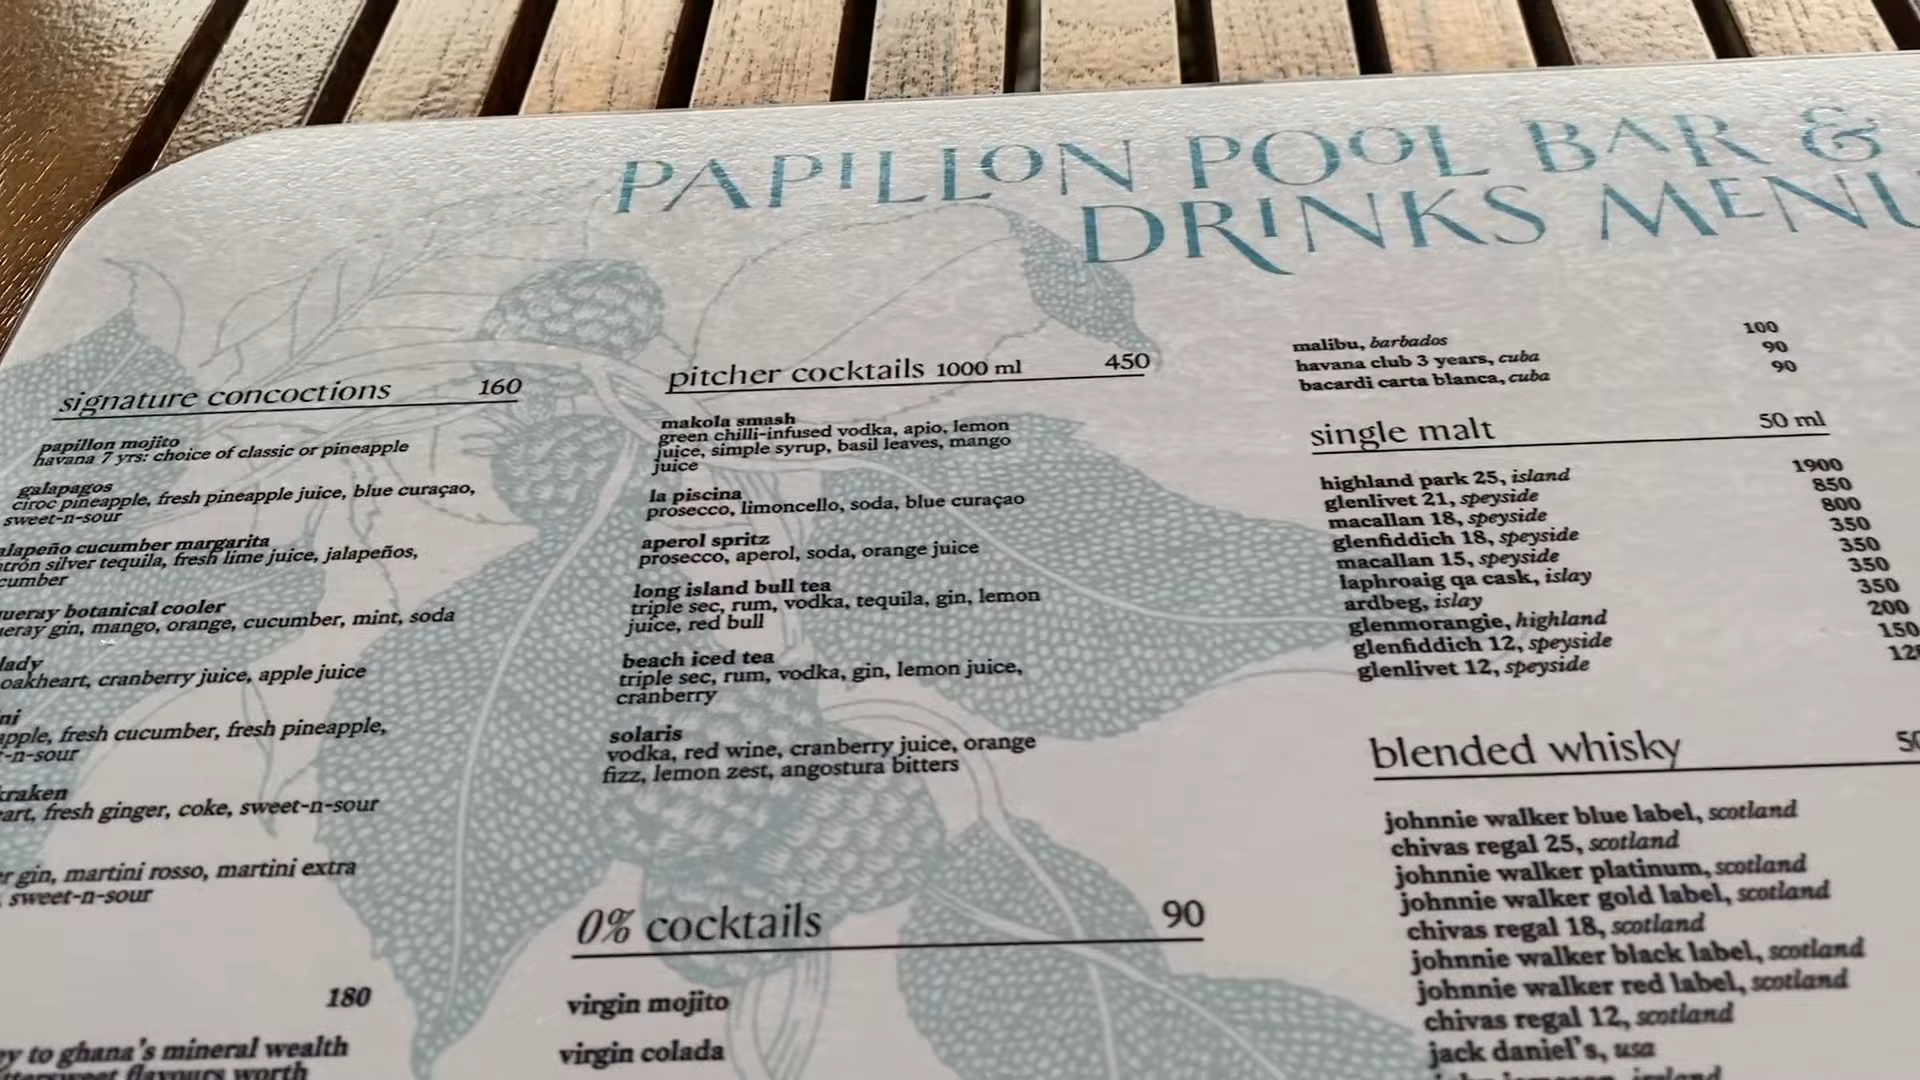 PAPILLON POOL BAR &
DRINKS MENU
signature concoctions 160
papillon mojito
havana 7 yrs: choice of classic or pineapple
galapagos
ciroc pineapple, fresh pineapple juice, blue curaçao,
sweet-n-sour
cucumber margarita
silver tequila, fresh lime juice, jalapeños,
botanical cooler
gin, mango, orange, cucumber, mint, soda
lady
oakheart, cranberry juice, apple juice
fresh cucumber, fresh pineapple,
kraken
fresh ginger, coke, sweet-n-sour
gin, martini rosso, martini extra
sweet-n-sour
180
to ghana's mineral wealth
flavours worth
pitcher cocktails 1000 ml 450
makola smash
green chilli-infused vodka, apio, lemon
juice, simple syrup, basil leaves, mango
juice
la piscina
prosecco, limoncello, soda, blue curaçao
aperol spritz
prosecco, aperol, soda, orange juice
long island bull tea
triple sec, rum, vodka, tequila, gin, lemon
juice, red bull
beach iced tea
triple sec, rum, vodka, gin, lemon juice,
cranberry
solaris
vodka, red wine, cranberry juice, orange
fizz, lemon zest, angostura bitters
0% cocktails 90
virgin mojito
virgin colada
malibu, barbados 100
havana club 3 years, cuba 90
bacardi carta blanca, cuba 90
single malt 50 ml
highland park 25, island 1900
glenlivet 21, speyside 850
macallan 18, speyside 800
glenfiddich 18, speyside 350
macallan 15, speyside 350
laphroaig qa cask, islay 350
ardbeg, islay 350
glenmorangie, highland 200
glenfiddich 12, speyside 150
glenlivet 12, speyside
blended whisky
johnnie walker blue label, scotland
chivas regal 25, scotland
johnnie walker platinum, scotland
johnnie walker gold label, scotland
chivas regal 18, scotland
johnnie walker black label, scotland
johnnie walker red label, scotland
chivas regal 12, scotland
jack daniel's, usa